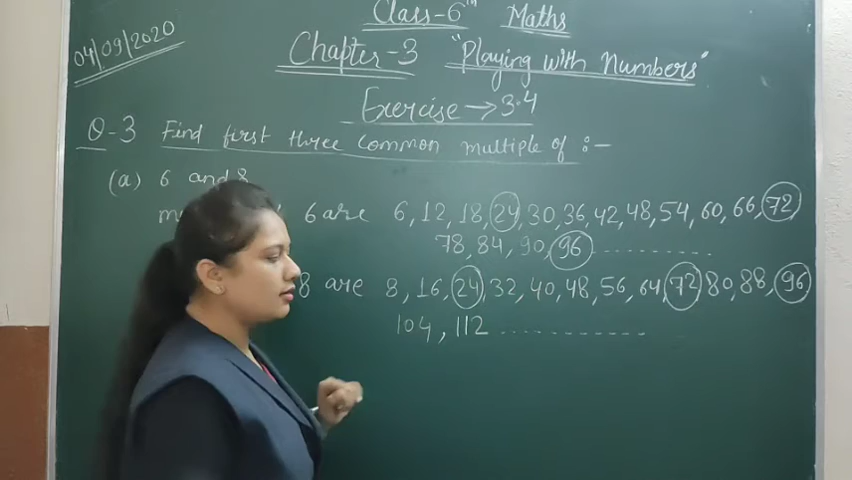 Class-6th Maths
04/09/2020
Chapter-3 "Playing with Numbers"
Exercise → 3.4
Q-3 Find first three common multiple of :-
(a) 6 and 8
6 are 6, 12, 18, 24, 30, 36, 42, 48, 54, 60, 66, 72,
78, 84, 90, 96 ..............
8 are 8, 16, 24, 32, 40, 48, 56, 64, 72, 80, 88, 96
104, 112 ..............